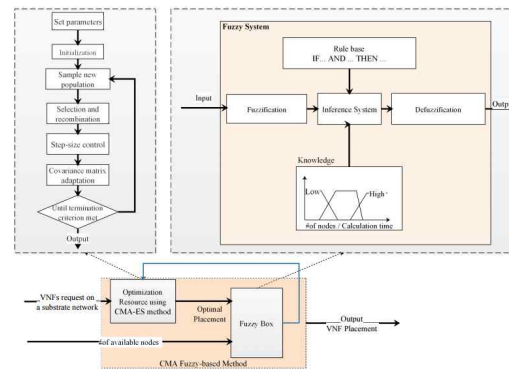 Set parameters
Initialization
Sample new
population
Selection and
recombination
Step-size control
Covariance matrix
adaptation
Until termination
criterion met
Output
Fuzzy System
Rule base
IF... AND ... THEN ...
Input
Fuzzification
Inference System
Defuzzification
Outp
Knowledge
Low
High
#of nodes / Calculation time
VNFs request on
a substrate network
Optimization
Resource using
CMA-ES method
Optimal
Placement
Fuzzy Box
Output
VNF Placement
#of available nodes
CMA Fuzzy-based Method